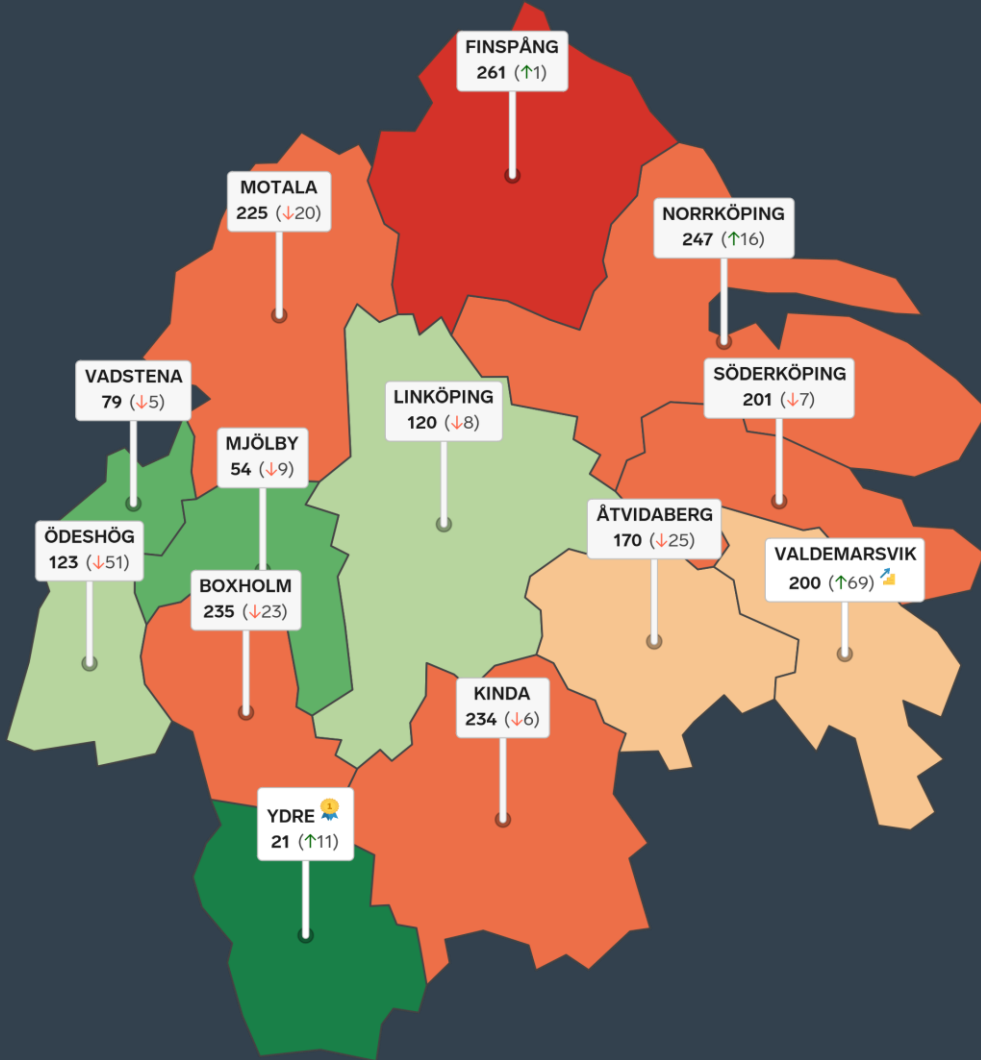 FINSPÅNG
261 (↑1)
MOTALA
225 (↓20)
NORRKÖPING
247 (↑16)
VADSTENA
79 (↓5)
LINKÖPING
120 (↓8)
SÖDERKÖPING
201 (↓7)
MJÖLBY
54 (↓9)
ÅTVIDABERG
170 (↓25)
ÖDESHÖG
123 (↓51)
VALDEMARSVIK
200 (↑69)
BOXHOLM
235 (↓23)
KINDA
234 (↓6)
YDRE 1
21 (↑11)